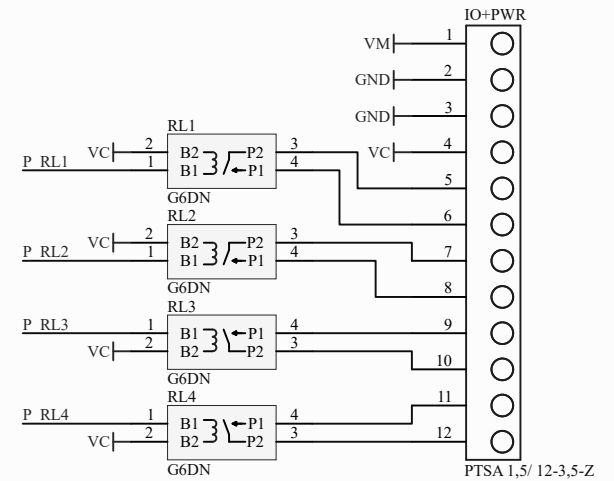 IO+PWR
VM 1
GND 2
GND 3
VC 4
5
6
7
8
9
10
11
12
PTSA 1,5/ 12-3,5-Z
RL1
VC 2 B2 P2 3
P_RL1 1 B1 P1 4
G6DN
RL2
VC 2 B2 P2 3
P_RL2 1 B1 P1 4
G6DN
RL3
P_RL3 1 B1 P1 4
VC 2 B2 P2 3
G6DN
RL4
P_RL4 1 B1 P1 4
VC 2 B2 P2 3
G6DN